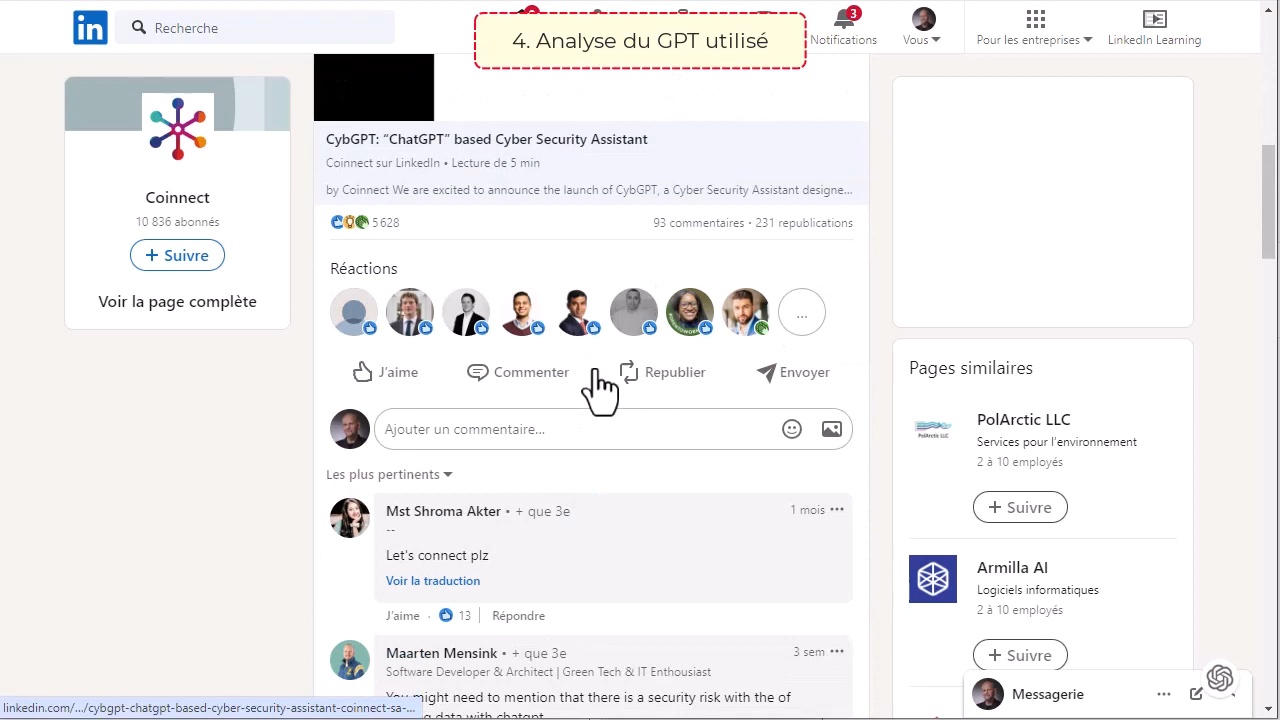 in
Recherche
4. Analyse du GPT utilisé
3
Notifications
Vous
Pour les entreprises
LinkedIn Learning
Coinnect
10 836 abonnés
+ Suivre
Voir la page complète
CybGPT: “ChatGPT” based Cyber Security Assistant
Coinnect sur LinkedIn • Lecture de 5 min
by Coinnect We are excited to announce the launch of CybGPT, a Cyber Security Assistant designe...
5 628
93 commentaires • 231 republications
Réactions
...
J’aime
Commenter
Republier
Envoyer
Ajouter un commentaire...
Les plus pertinents
Mst Shroma Akter • + que 3e
1 mois
--
Let's connect plz
Voir la traduction
J’aime · 13 | Répondre
Maarten Mensink • + que 3e
3 sem
Software Developer & Architect | Green Tech & IT Enthousiast
You might need to mention that there is a security risk with the of
data with chatgpt
Pages similaires
PolArctic LLC
Services pour l’environnement
2 à 10 employés
+ Suivre
Armilla AI
Logiciels informatiques
2 à 10 employés
+ Suivre
Messagerie
linkedin.com/.../cybgpt-chatgpt-based-cyber-security-assistant-coinnect-sa-...